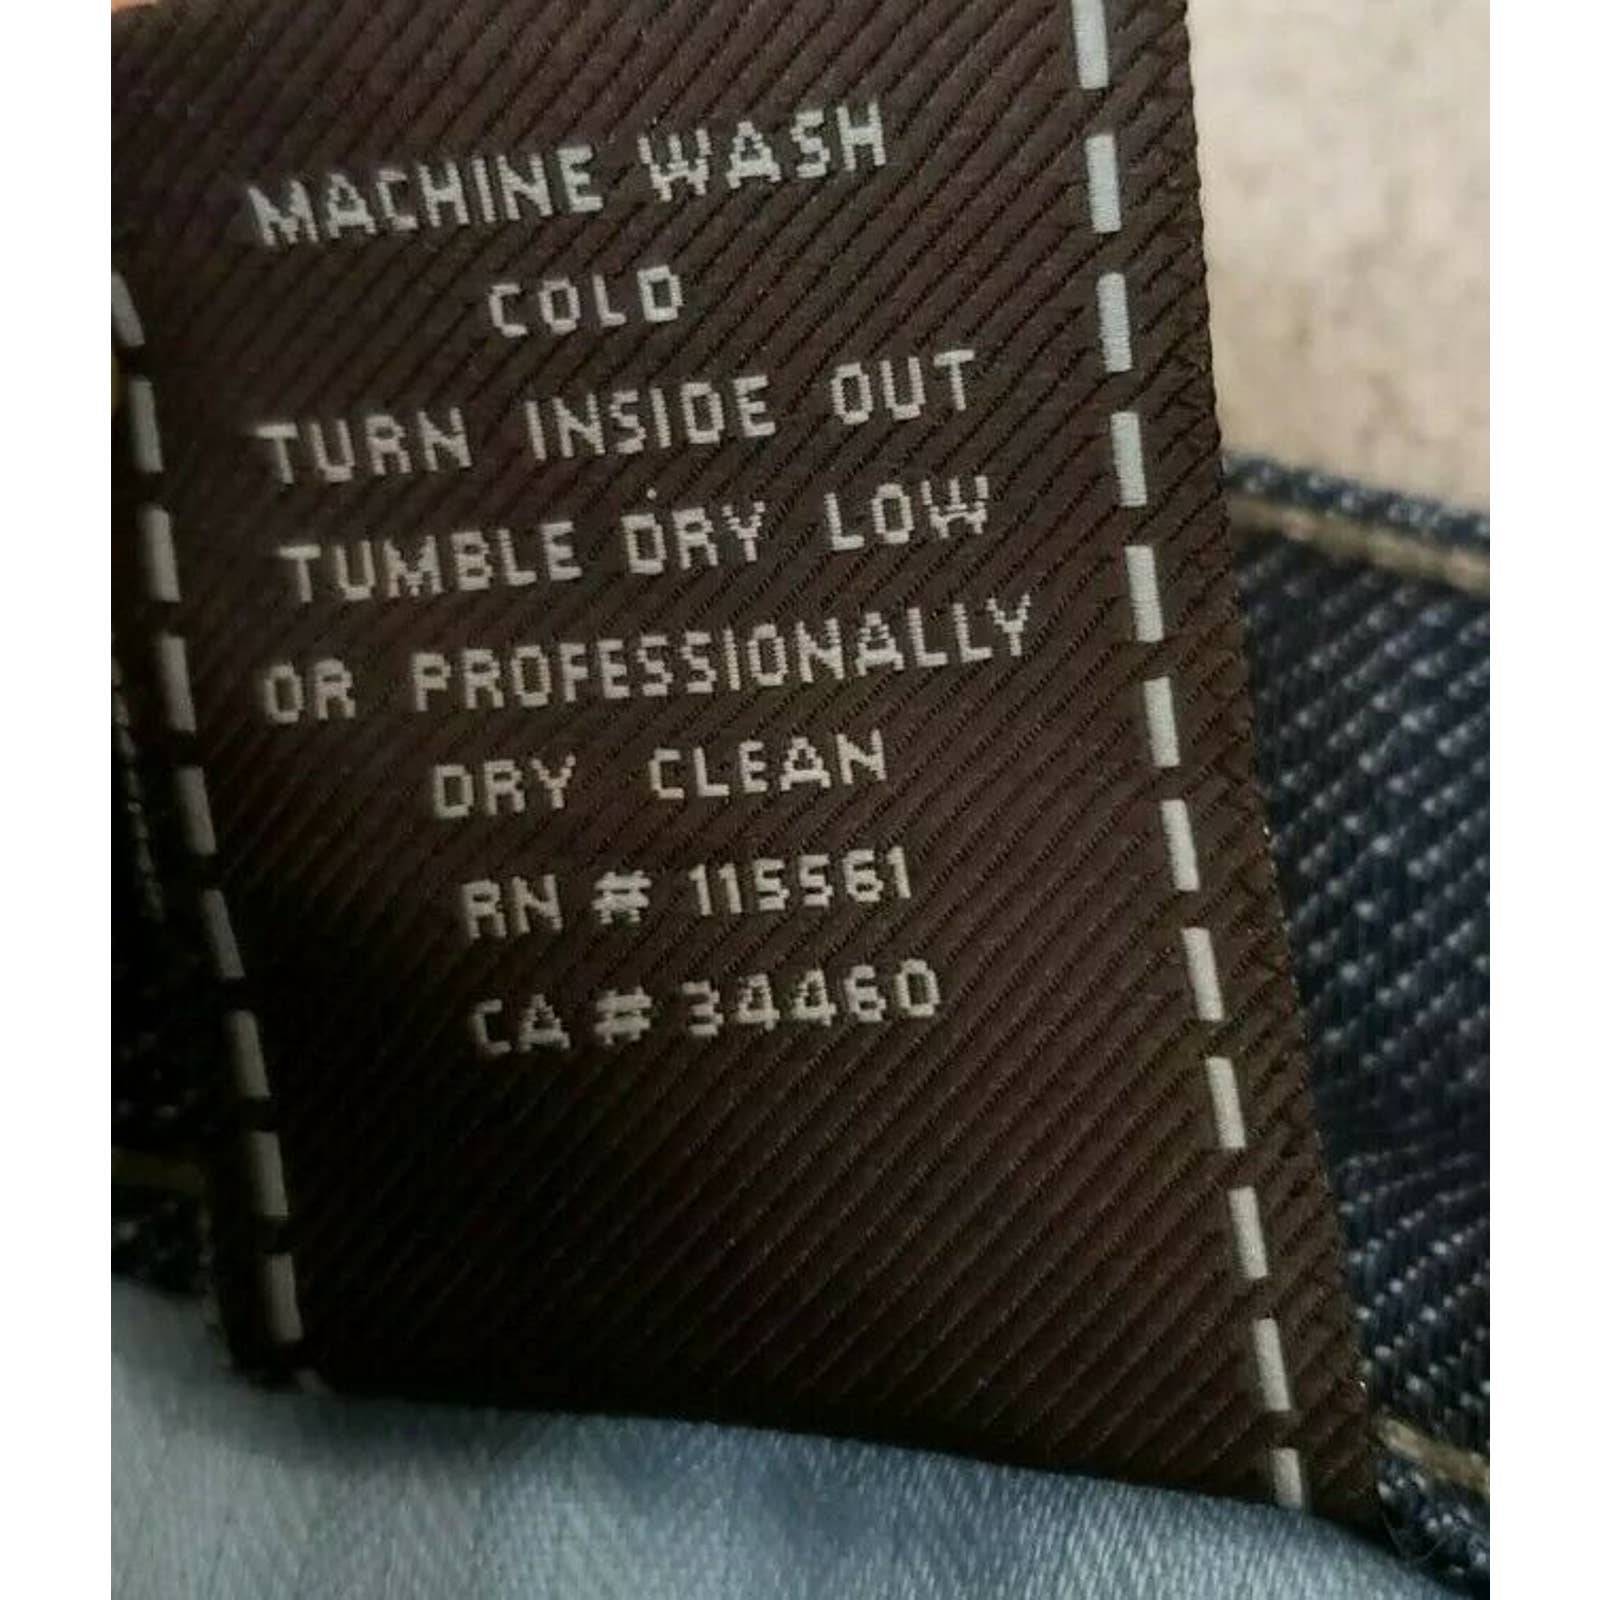 MACHINE WASH
COLD
TURN INSIDE OUT
TUMBLE DRY LOW
OR PROFESSIONALLY
DRY CLEAN
RN # 115561
CA # 34460